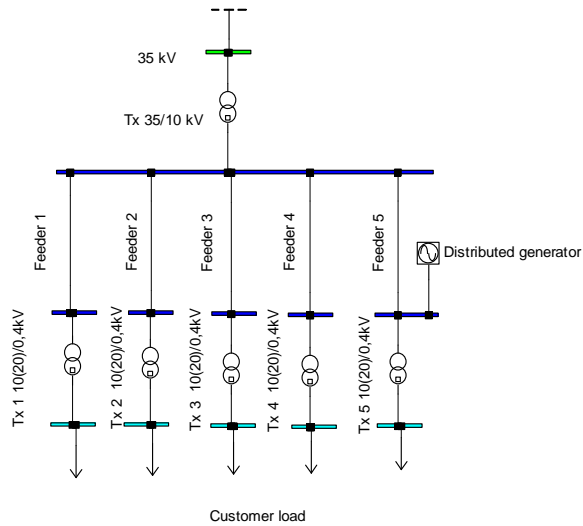 35 kV
Tx 35/10 kV
Feeder 1
Feeder 2
Feeder 3
Feeder 4
Feeder 5
Distributed generator
Tx 1 10(20)/0,4kV
Tx 2 10(20)/0,4kV
Tx 3 10(20)/0,4kV
Tx 4 10(20)/0,4kV
Tx 5 10(20)/0,4kV
Customer load